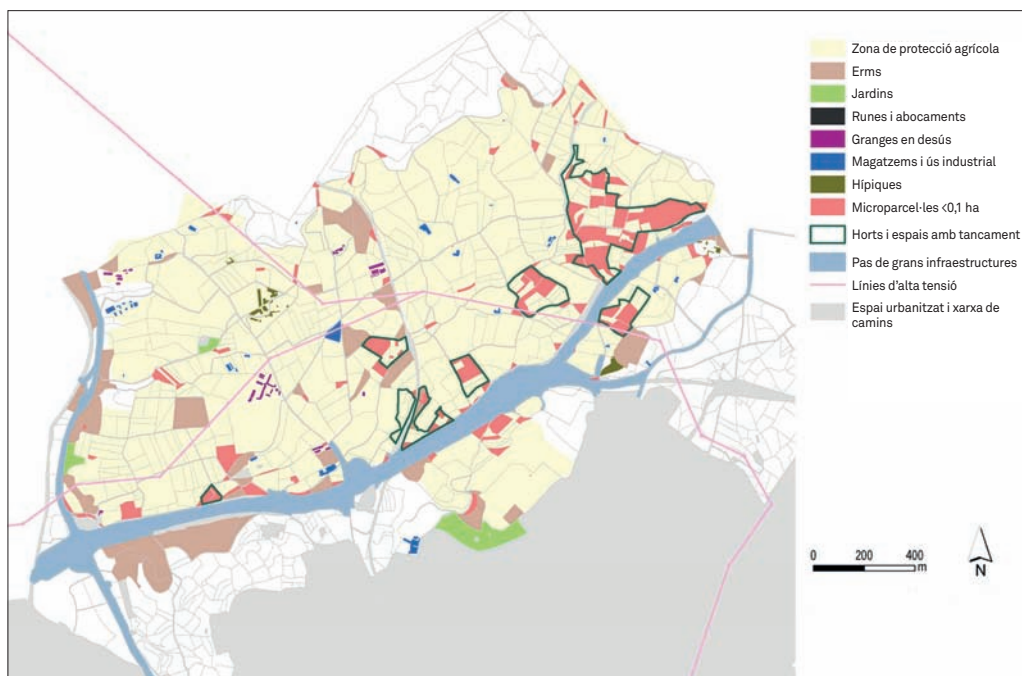 Zona de protecció agrícola
Erms
Jardins
Runes i abocaments
Granges en desús
Magatzems i ús industrial
Hípiques
Microparcel·les <0,1 ha
Horts i espais amb tancament
Pas de grans infraestructures
Línies d'alta tensió
Espai urbanitzat i xarxa de
camins
0 200 400
m
N